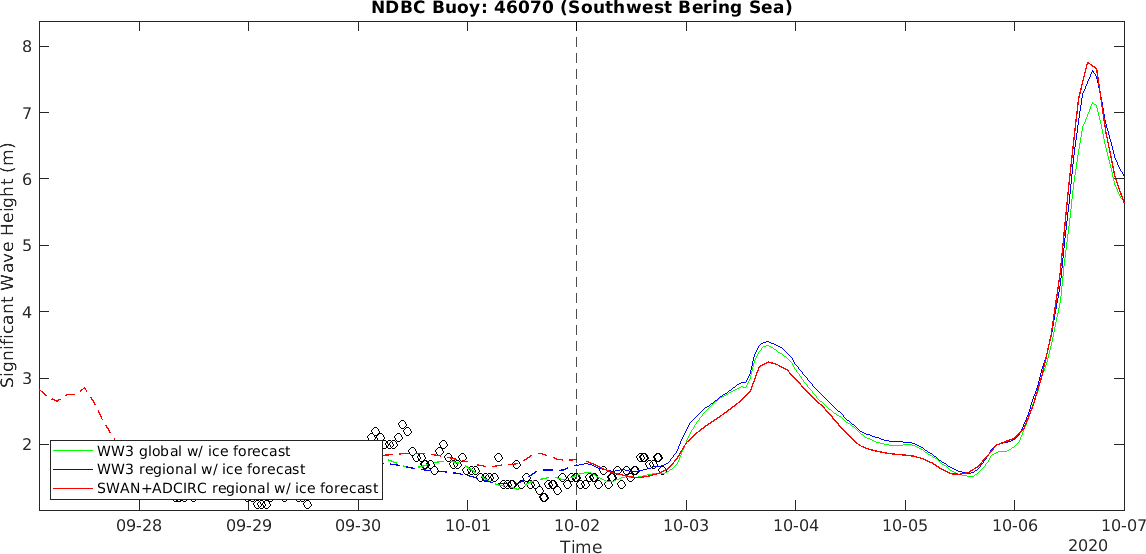 NDBC Buoy: 46070 (Southwest Bering Sea)
Significant Wave Height (m)
8
7
6
5
4
3
2
WW3 global w/ ice forecast
WW3 regional w/ ice forecast
SWAN+ADCIRC regional w/ ice forecast
09-28 09-29 09-30 10-01 10-02 10-03 10-04 10-05 10-06 10-07
Time
2020